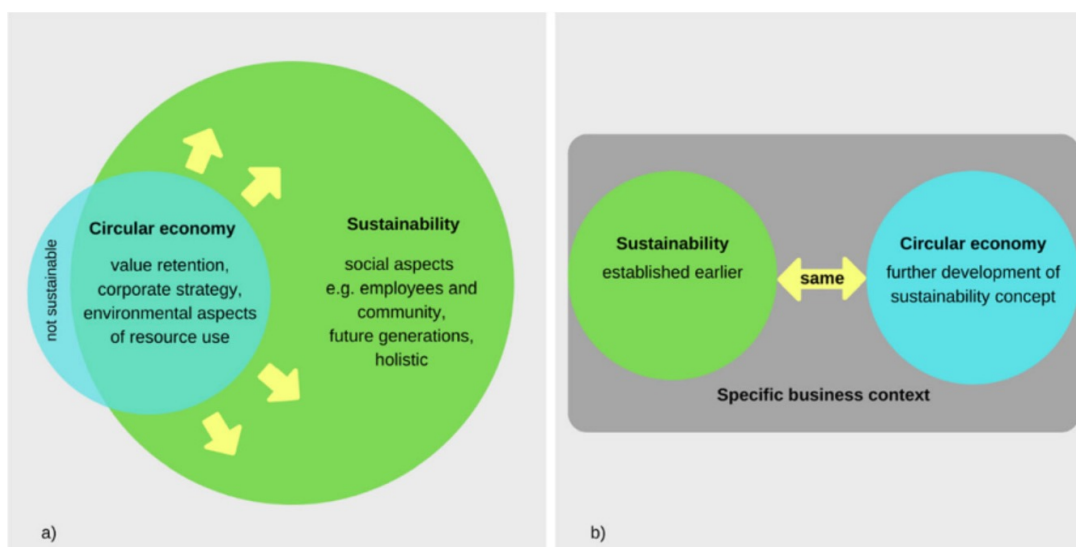 not sustainable
Circular economy
value retention,
corporate strategy,
environmental aspects
of resource use
Sustainability
social aspects
e.g. employees and
community,
future generations,
holistic
a)
Sustainability
established earlier
same
Circular economy
further development of
sustainability concept
Specific business context
b)